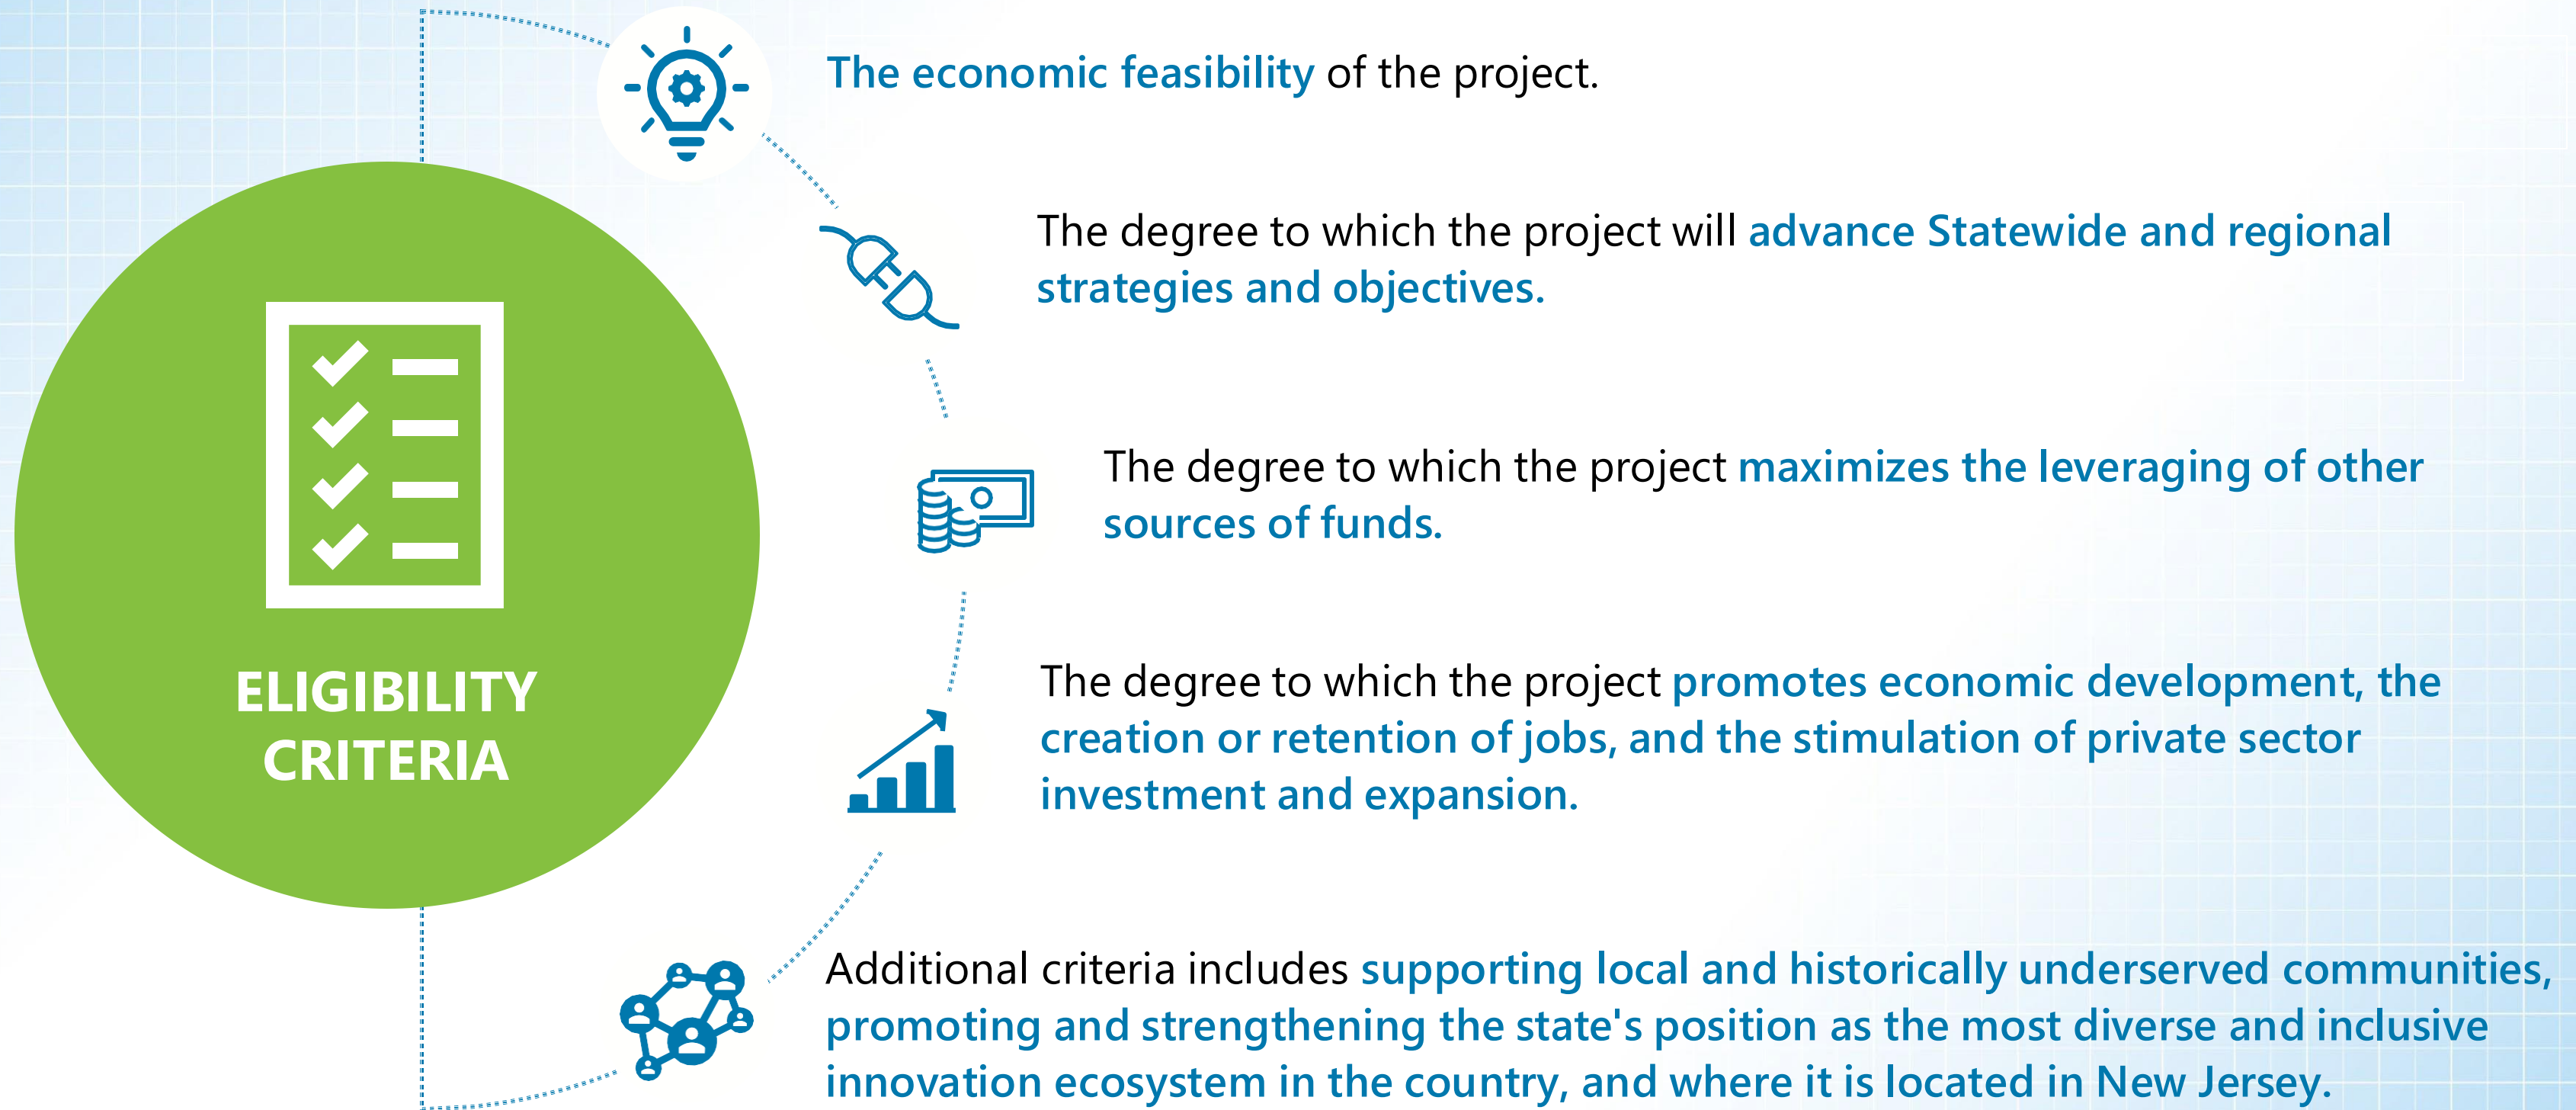 ELIGIBILITY
CRITERIA
The economic feasibility of the project.
The degree to which the project will advance Statewide and regional
strategies and objectives.
The degree to which the project maximizes the leveraging of other
sources of funds.
The degree to which the project promotes economic development, the
creation or retention of jobs, and the stimulation of private sector
investment and expansion.
Additional criteria includes supporting local and historically underserved communities,
promoting and strengthening the state's position as the most diverse and inclusive
innovation ecosystem in the country, and where it is located in New Jersey.